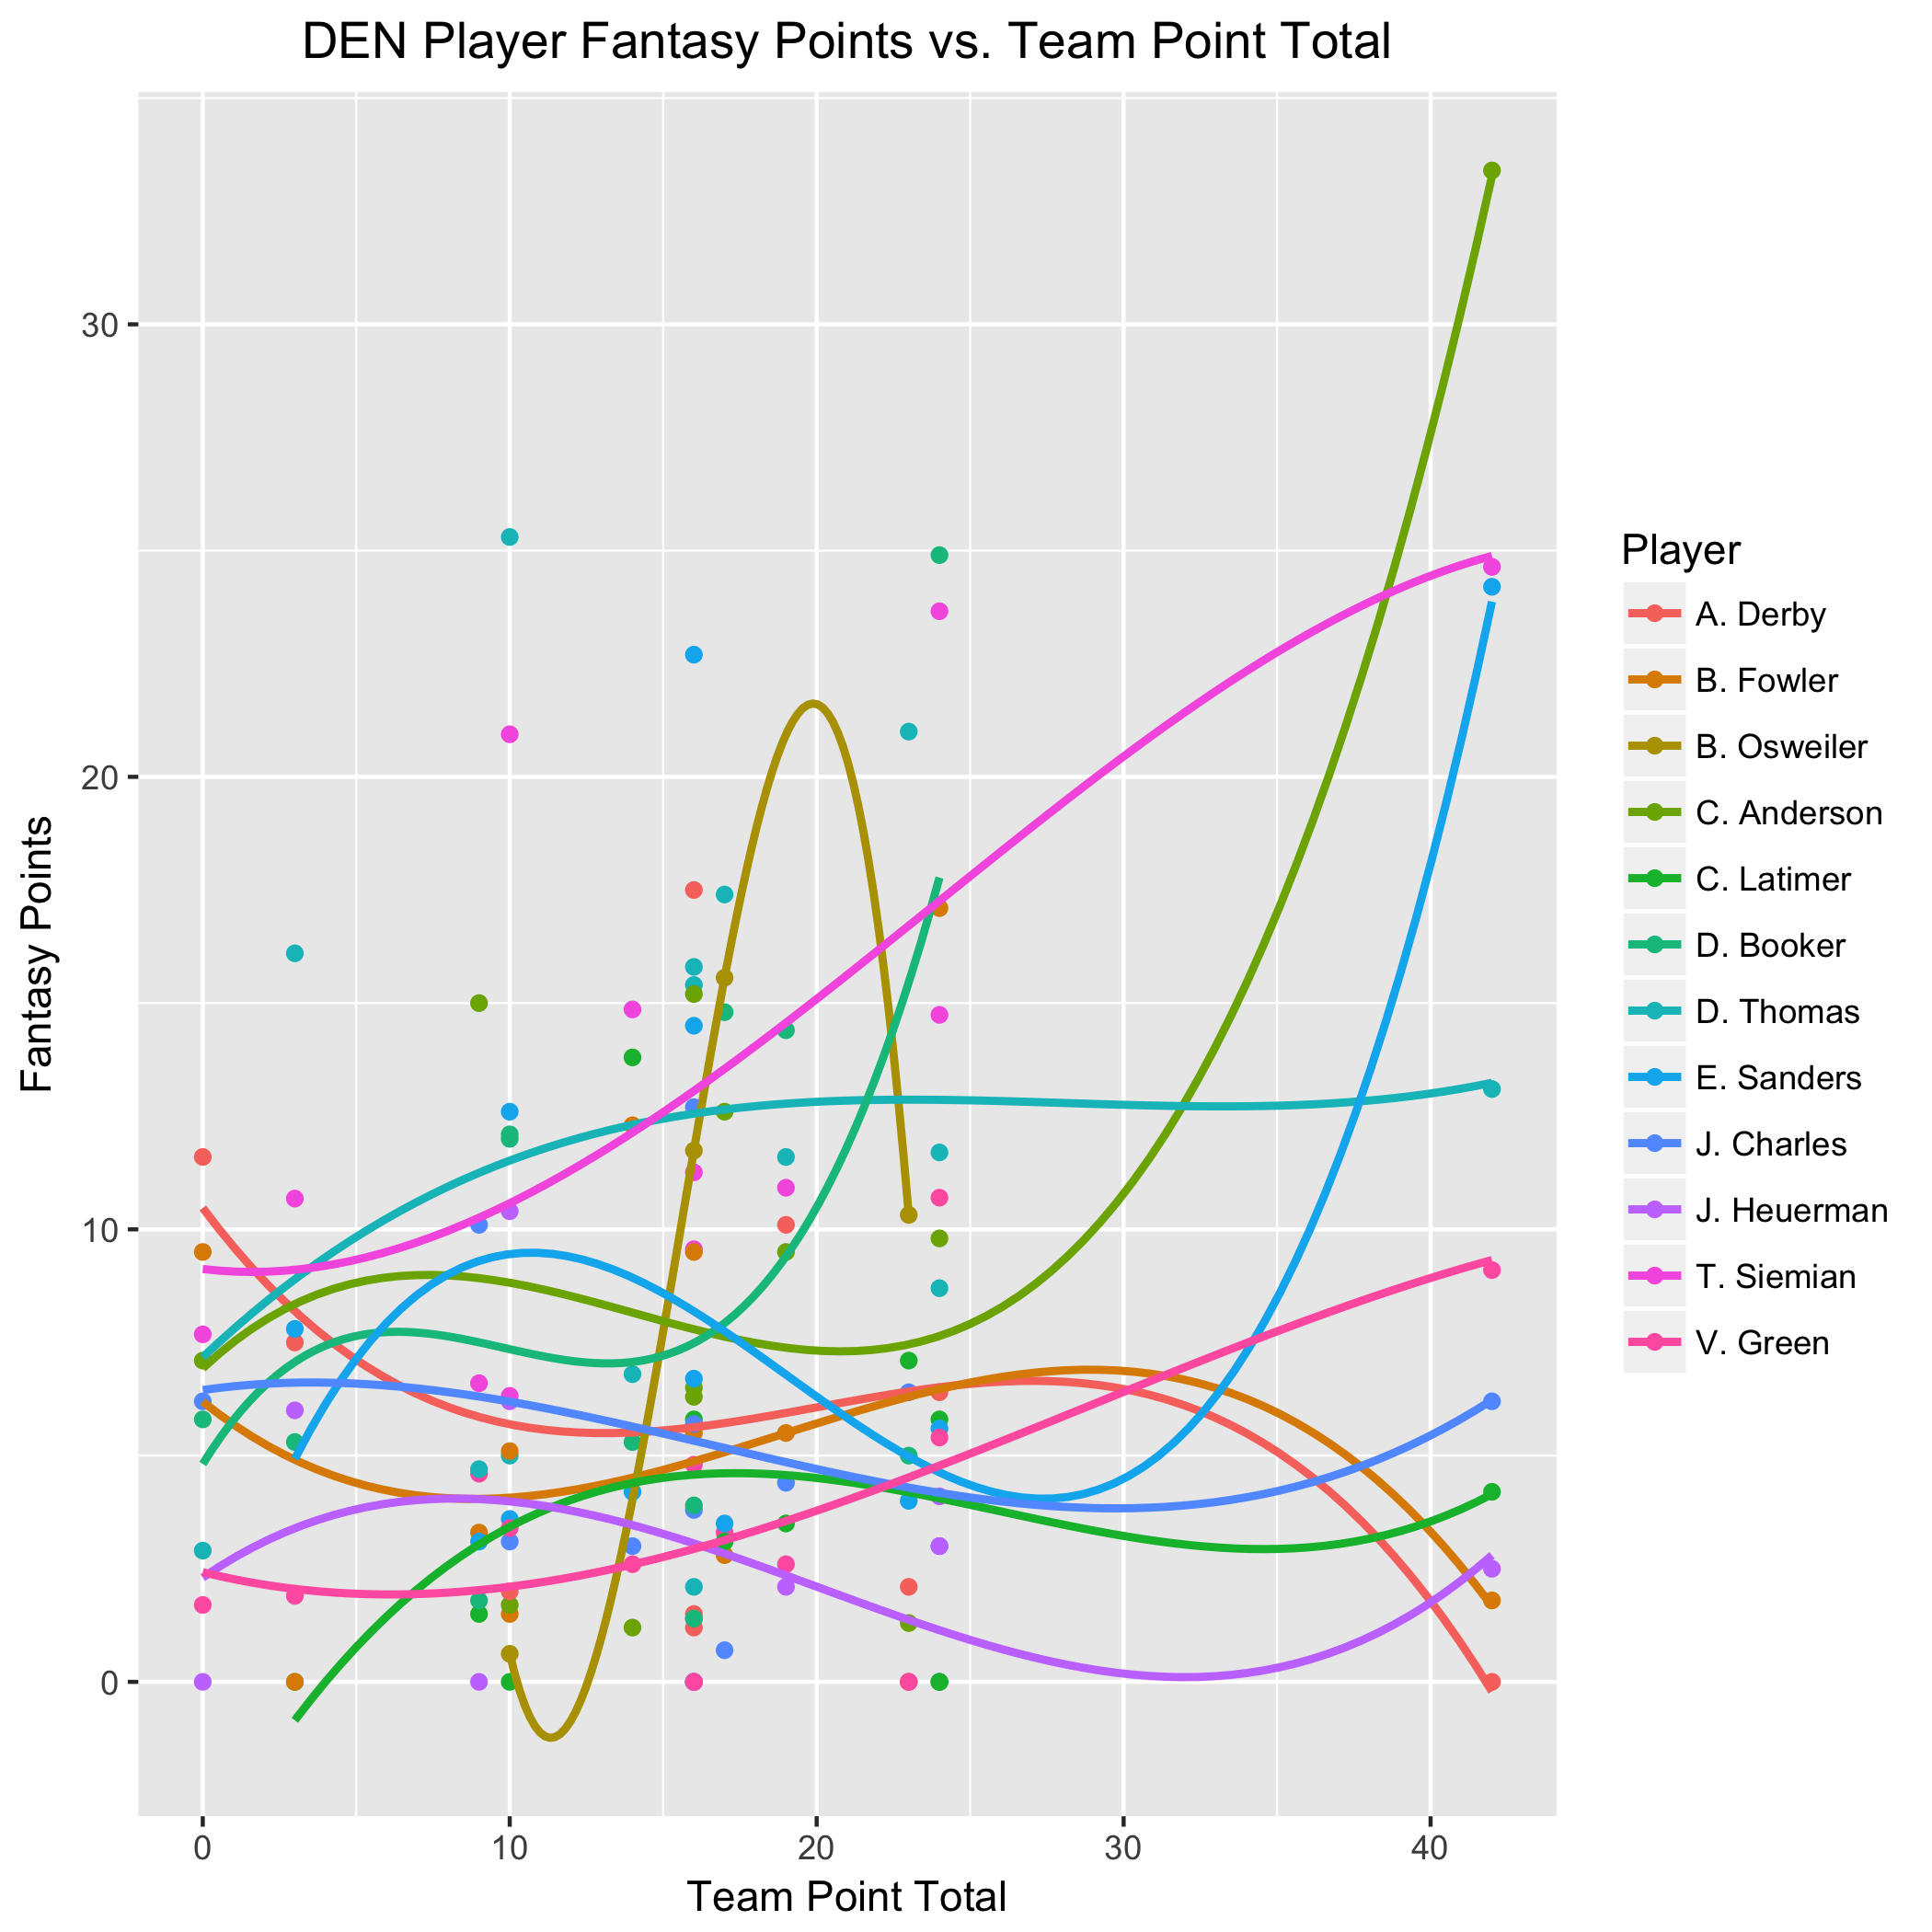 DEN Player Fantasy Points vs. Team Point Total
Fantasy Points
30
20
10
0
0 10 20 30 40
Team Point Total
Player
A. Derby
B. Fowler
B. Osweiler
C. Anderson
C. Latimer
D. Booker
D. Thomas
E. Sanders
J. Charles
J. Heuerman
T. Siemian
V. Green